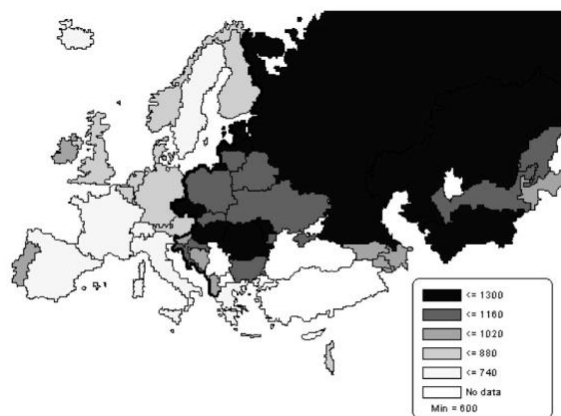 <= 1300
<= 1160
<= 1020
<= 880
<= 740
No data
Min = 600